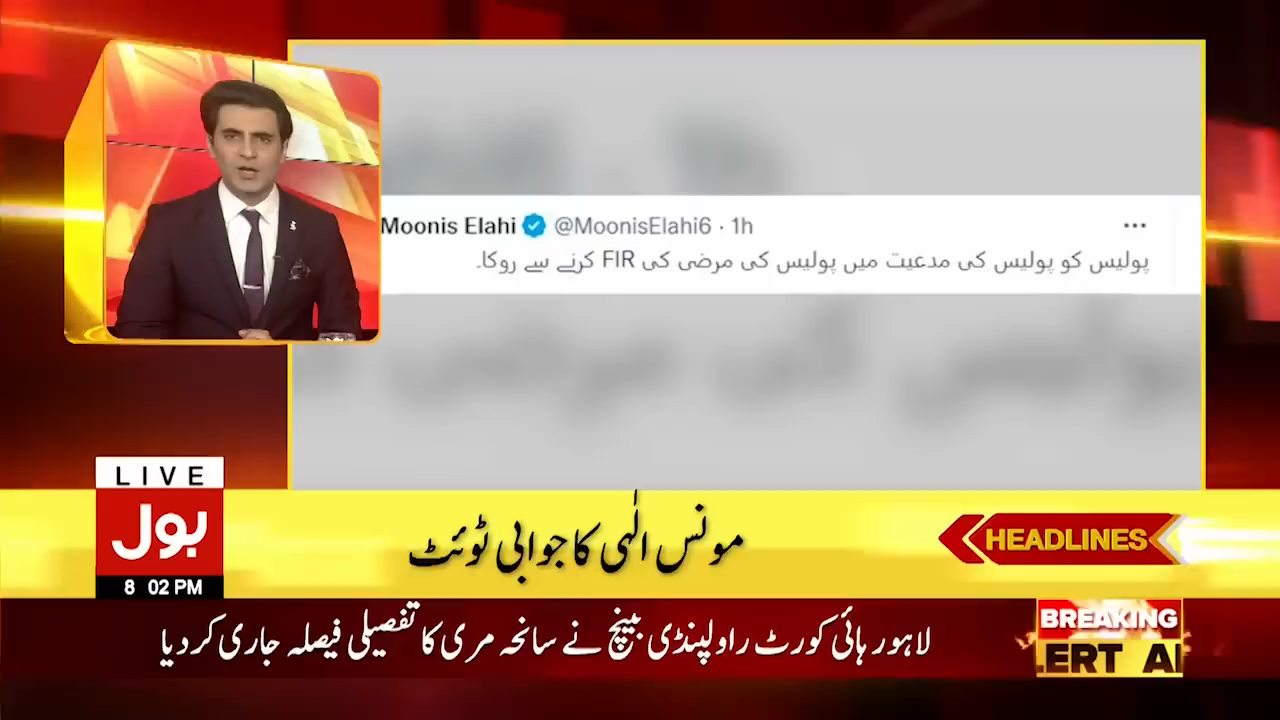 Moonis Elahi @MoonisElahi6 · 1h
پولیس کو پولیس کی مدعیت میں پولیس کی مرضی کی FIR کرنے سے روکا۔
LIVE
بول
8 02 PM
مونس الٰہی کا جوابی ٹوئٹ
HEADLINES
لاہور ہائی کورٹ راولپنڈی بینچ نے سانحہ مری کا تفصیلی فیصلہ جاری کر دیا
BREAKING